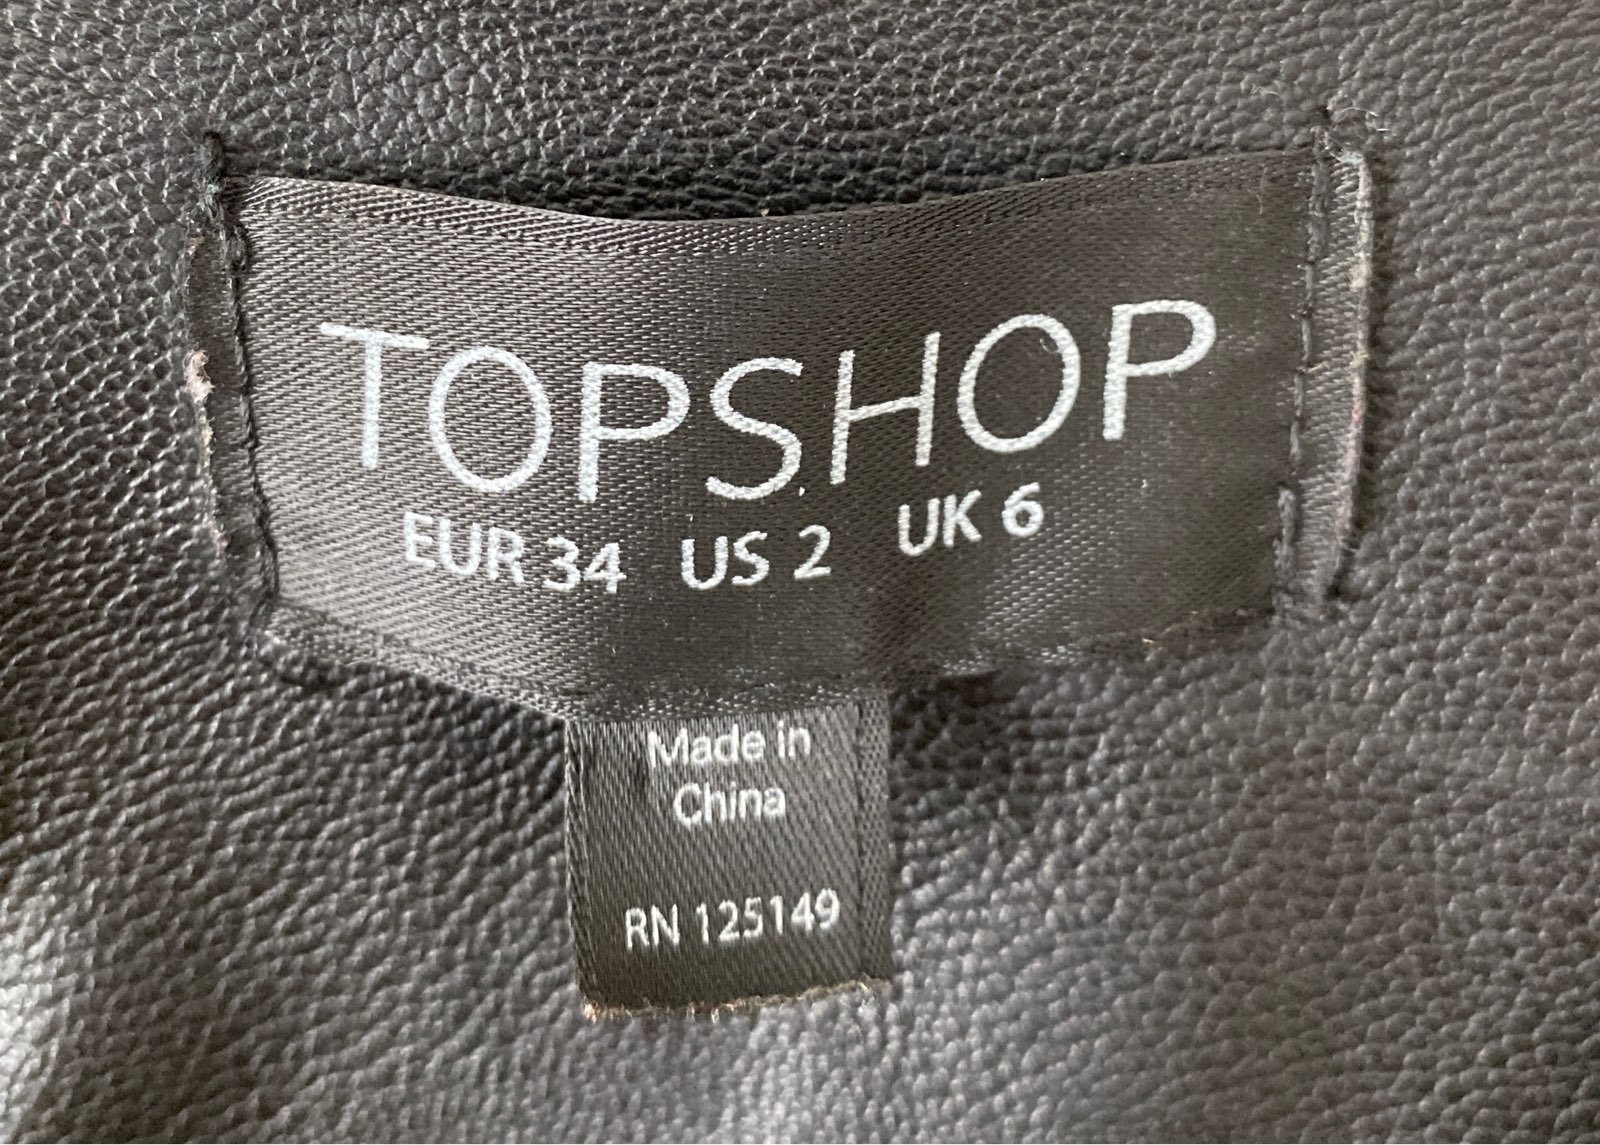 TOPSHOP
EUR 34 US 2 UK 6
Made in
China
RN 125149